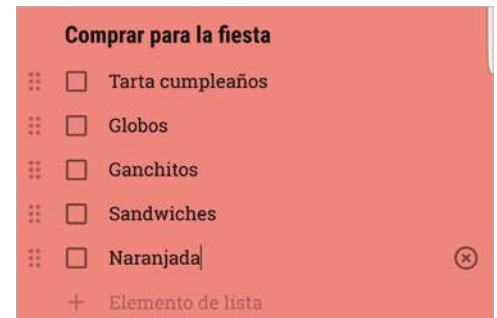 Comprar para la fiesta
Tarta cumpleaños
Globos
Ganchitos
Sandwiches
Naranjada
Elemento de lista